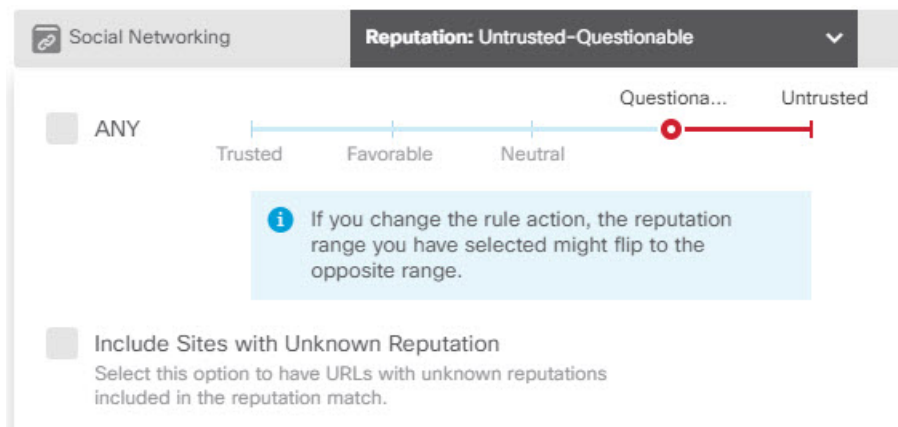 Social Networking
Reputation: Untrusted-Questionable
Questiona... Untrusted
ANY
Trusted Favorable Neutral
If you change the rule action, the reputation
range you have selected might flip to the
opposite range.
Include Sites with Unknown Reputation
Select this option to have URLs with unknown reputations
included in the reputation match.